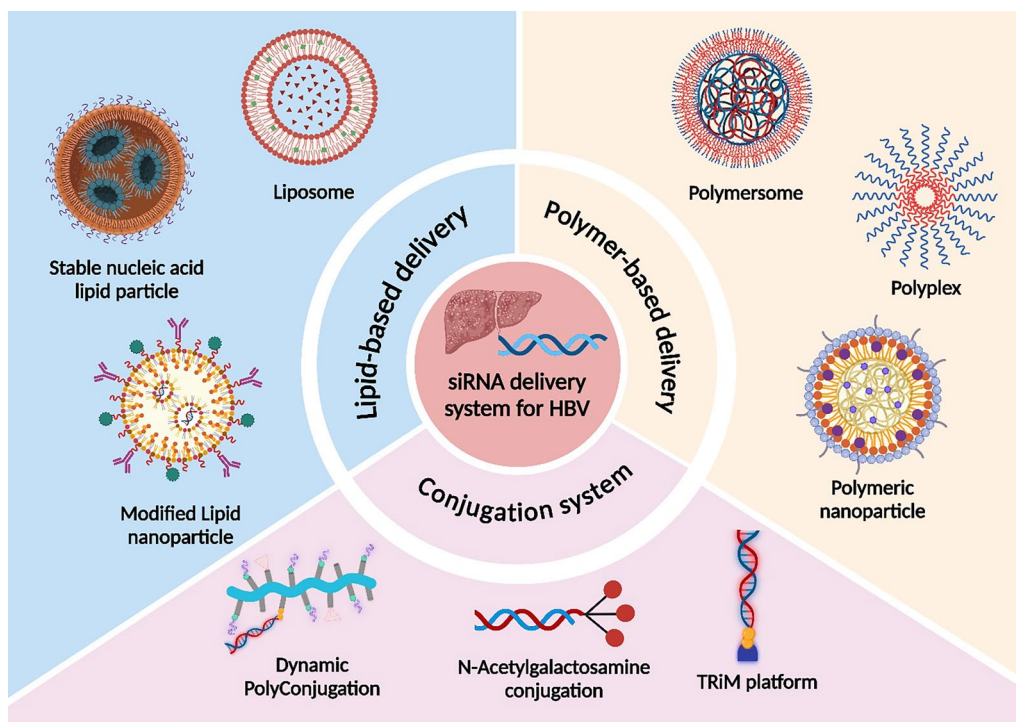 siRNA delivery
system for HBV
Lipid-based delivery
Liposome
Stable nucleic acid
lipid particle
Modified Lipid
nanoparticle
Polymer-based delivery
Polymersome
Polyplex
Polymeric
nanoparticle
Conjugation system
Dynamic
PolyConjugation
N-Acetylgalactosamine
conjugation
TRiM platform